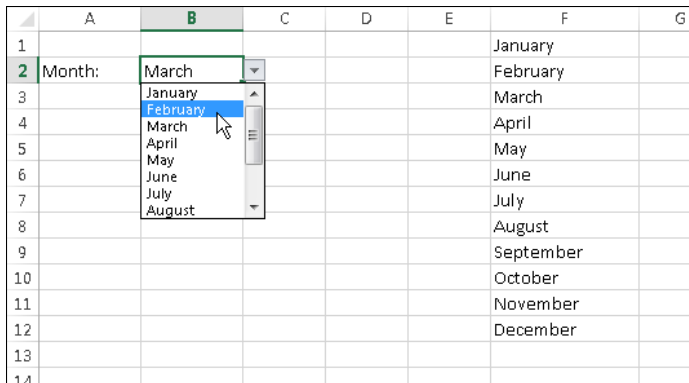 A B C D E F G
1 January
2 Month: March February
January
3 March
February
4 April
March
April
5 May
May
6 June
June
7 July
July
August
8 August
9 September
10 October
11 November
12 December
13
14